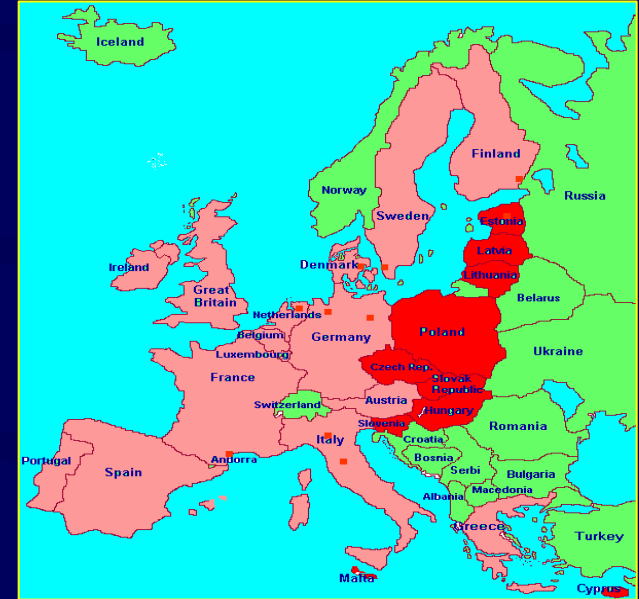 Iceland
Finland
Norway
Russia
Sweden
Estonia
Latvia
Ireland
Denmark
Lithuania
Great
Britain
Belarus
Netherlands
Belgium
Germany
Poland
Luxembourg
Ukraine
France
Czech Rep.
Slovak
Republic
Switzerland
Austria
Hungary
Slovenia
Romania
Italy
Croatia
Portugal
Andorra
Bosnia
Spain
Serbi
Bulgaria
Macedonia
Albania
Greece
Turkey
Malta
Cyprus